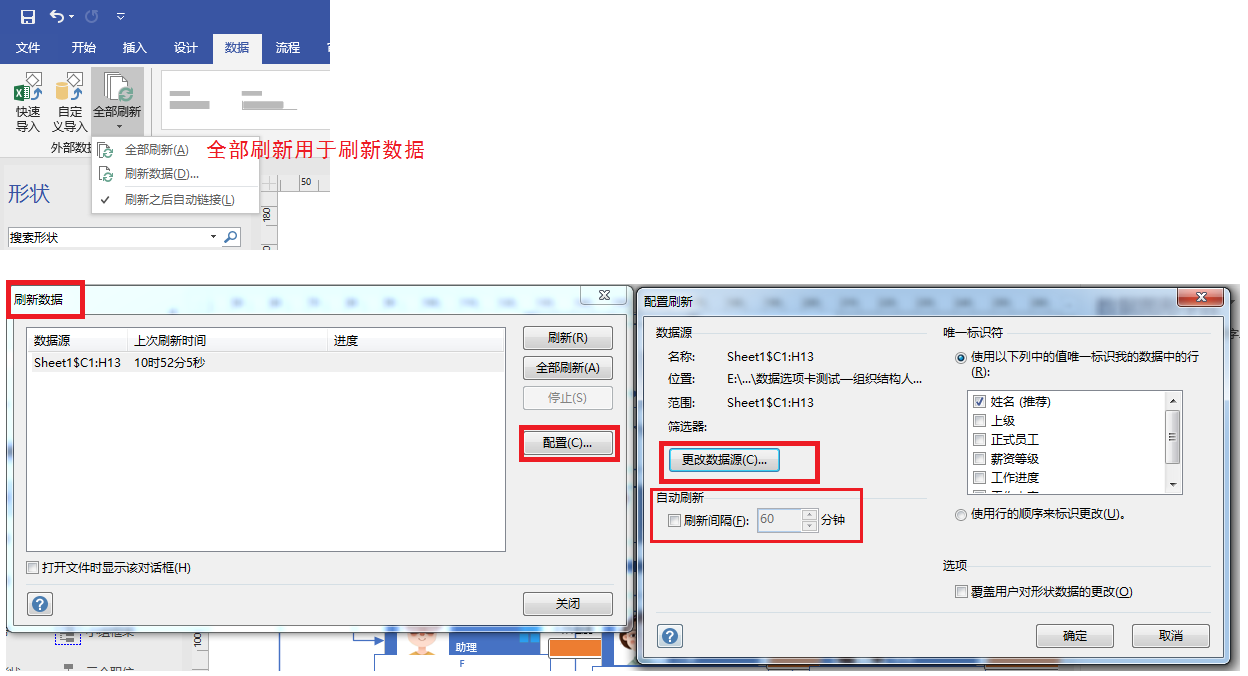 文件 开始 插入 设计 数据 流程
快速
导入
自定
义导入
全部刷新
外部数据
全部刷新(A)
全部刷新用于刷新数据
刷新数据(D)...
刷新之后自动链接(L)
形状
搜索形状
50
180
刷新数据
数据源 上次刷新时间 进度
Sheet1$C1:H13 10时52分5秒
刷新(R)
全部刷新(A)
停止(S)
配置(C)...
打开文件时显示该对话框(H)
关闭
配置刷新
数据源
名称: Sheet1$C1:H13
位置: E:\...\数据选项卡测试—组织结构人...
范围: Sheet1$C1:H13
筛选器:
更改数据源(C)...
自动刷新
刷新间隔(F): 60 分钟
唯一标识符
使用以下列中的值唯一标识我的数据中的行
(R):
姓名 (推荐)
上级
正式员工
薪资等级
工作进度
使用行的顺序来标识更改(U)。
选项
覆盖用户对形状数据的更改(O)
确定 取消
100
助理
F